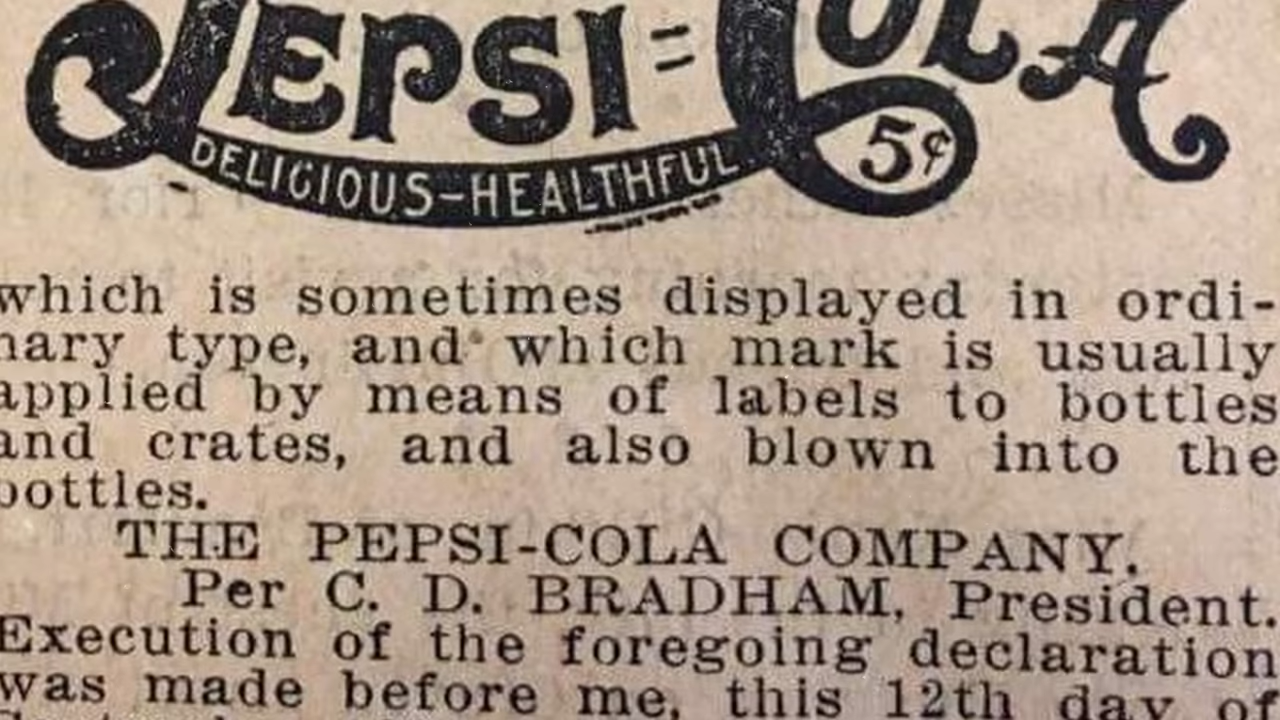 PEPSI=COLA
DELICIOUS-HEALTHFUL
5¢
which is sometimes displayed in ordi-
nary type, and which mark is usually
applied by means of labels to bottles
and crates, and also blown into the
bottles.
THE PEPSI-COLA COMPANY.
Per C. D. BRADHAM, President.
Execution of the foregoing declaration
was made before me, this 12th day of